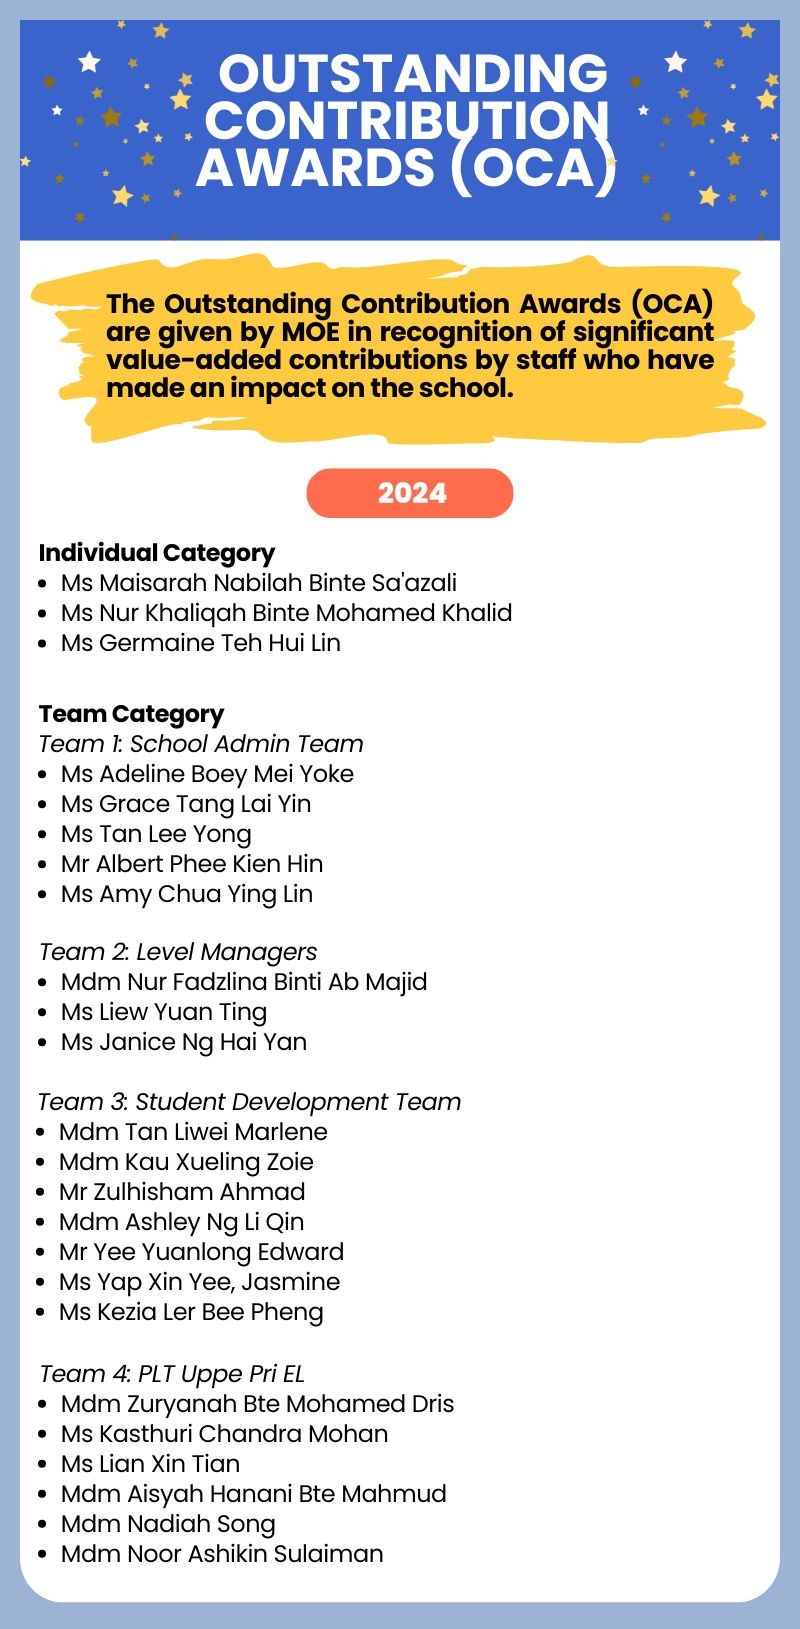 OUTSTANDING
CONTRIBUTION
AWARDS (OCA)
The Outstanding Contribution Awards (OCA)
are given by MOE in recognition of significant
value-added contributions by staff who have
made an impact on the school.
2024
Individual Category
• Ms Maisarah Nabilah Binte Sa'azali
• Ms Nur Khaliqah Binte Mohamed Khalid
• Ms Germaine Teh Hui Lin
Team Category
Team 1: School Admin Team
• Ms Adeline Boey Mei Yoke
• Ms Grace Tang Lai Yin
• Ms Tan Lee Yong
• Mr Albert Phee Kien Hin
• Ms Amy Chua Ying Lin
Team 2: Level Managers
• Mdm Nur Fadzlina Binti Ab Majid
• Ms Liew Yuan Ting
• Ms Janice Ng Hai Yan
Team 3: Student Development Team
• Mdm Tan Liwei Marlene
• Mdm Kau Xueling Zoie
• Mr Zulhisham Ahmad
• Mdm Ashley Ng Li Qin
• Mr Yee Yuanlong Edward
• Ms Yap Xin Yee, Jasmine
• Ms Kezia Ler Bee Pheng
Team 4: PLT Uppe Pri EL
• Mdm Zuryanah Bte Mohamed Dris
• Ms Kasthuri Chandra Mohan
• Ms Lian Xin Tian
• Mdm Aisyah Hanani Bte Mahmud
• Mdm Nadiah Song
• Mdm Noor Ashikin Sulaiman